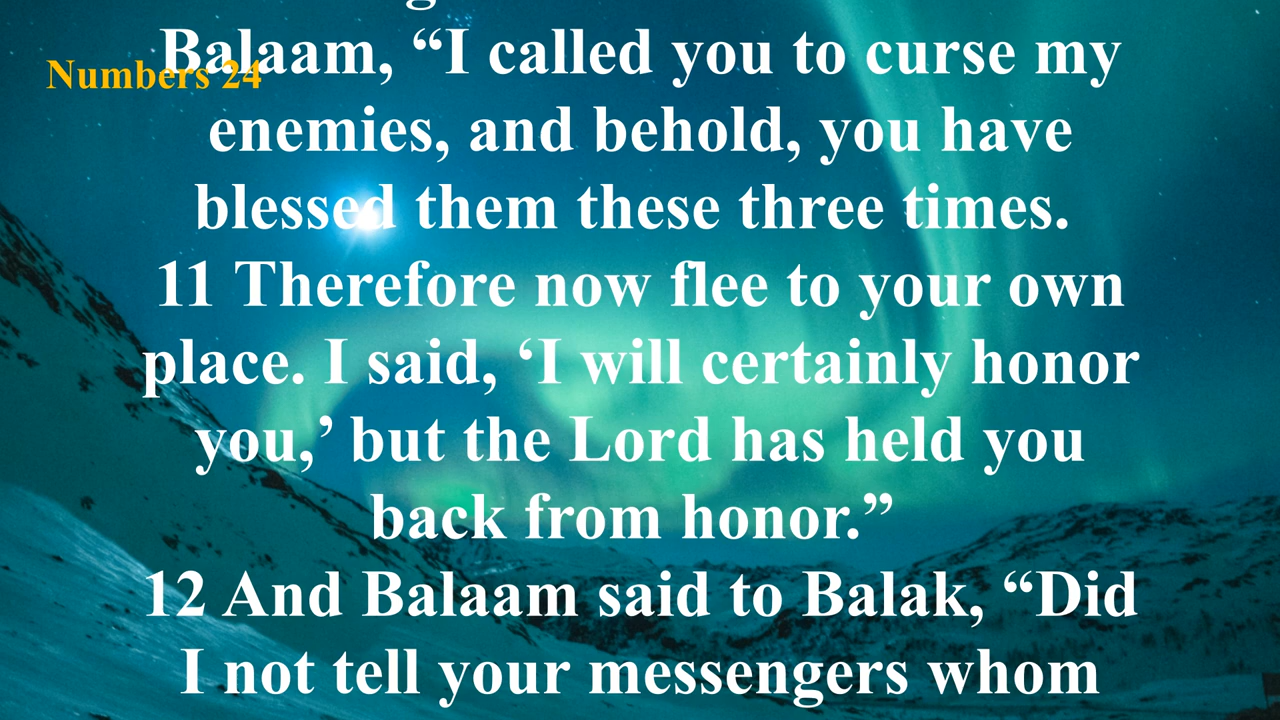 Numbers 24
Balaam, “I called you to curse my
enemies, and behold, you have
blessed them these three times.
11 Therefore now flee to your own
place. I said, ‘I will certainly honor
you,’ but the Lord has held you
back from honor.”
12 And Balaam said to Balak, “Did
I not tell your messengers whom